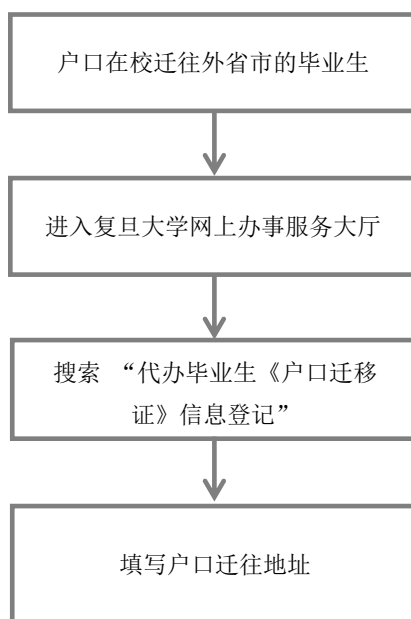 户口在校迁往外省市的毕业生
进入复旦大学网上办事服务大厅
搜索 “代办毕业生《户口迁移
证》信息登记”
填写户口迁往地址